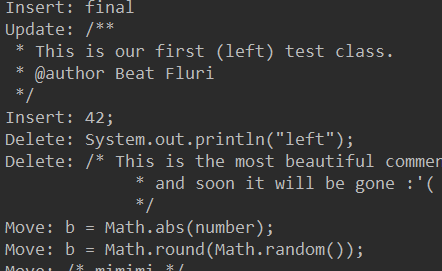 Insert: final
Update: /**
 * This is our first (left) test class.
 * @author Beat Fluri
 */
Insert: 42;
Delete: System.out.println("left");
Delete: /* This is the most beautiful
             * and soon it will be gone :'(
             */
Move: b = Math.abs(number);
Move: b = Math.round(Math.random());
Move: /* mimimi */